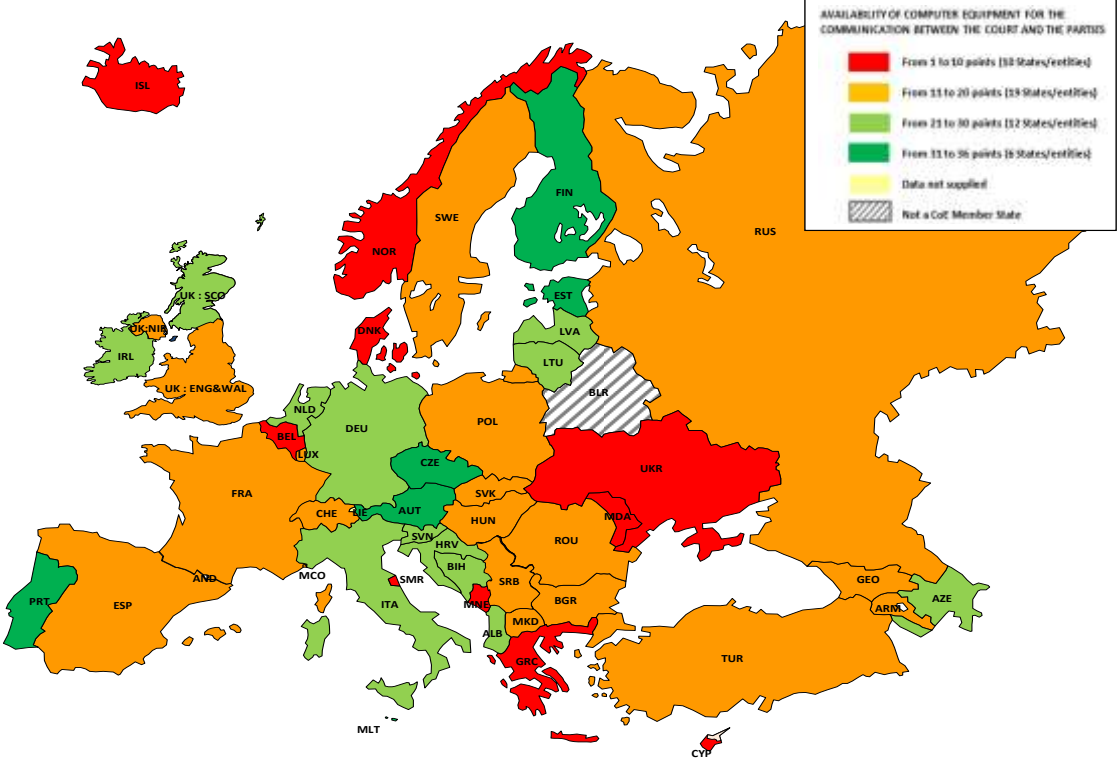 AVAILABILITY OF COMPUTER EQUIPMENT FOR THE
COMMUNICATION BETWEEN THE COURT AND THE PARTIES
From 1 to 10 points (10 States/entities)
From 11 to 20 points (19 States/entities)
From 21 to 30 points (12 States/entities)
From 31 to 36 points (6 States/entities)
Data not supplied
Not a CoE Member State
ISL
FIN
SWE
RUS
NOR
UK : SCO
EST
UK:NIR
DNK
LVA
IRL
LTU
UK : ENG&WAL
BLR
NLD
POL
DEU
BEL
LUX
CZE
UKR
FRA
SVK
CHE
LIE
AUT
MDA
HUN
SVN
ROU
HRV
BIH
MCO
AND
SMR
SRB
GEO
PRT
ESP
ITA
MNE
BGR
ARM
AZE
MKD
ALB
GRC
TUR
MLT
CYP